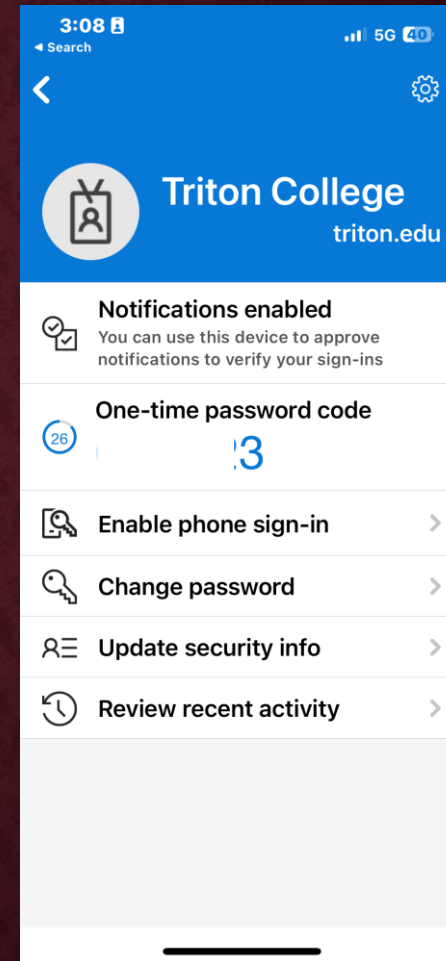 3:08
5G 40
◀ Search
Triton College
triton.edu
Notifications enabled
You can use this device to approve
notifications to verify your sign-ins
One-time password code
26
3
Enable phone sign-in
Change password
Update security info
Review recent activity